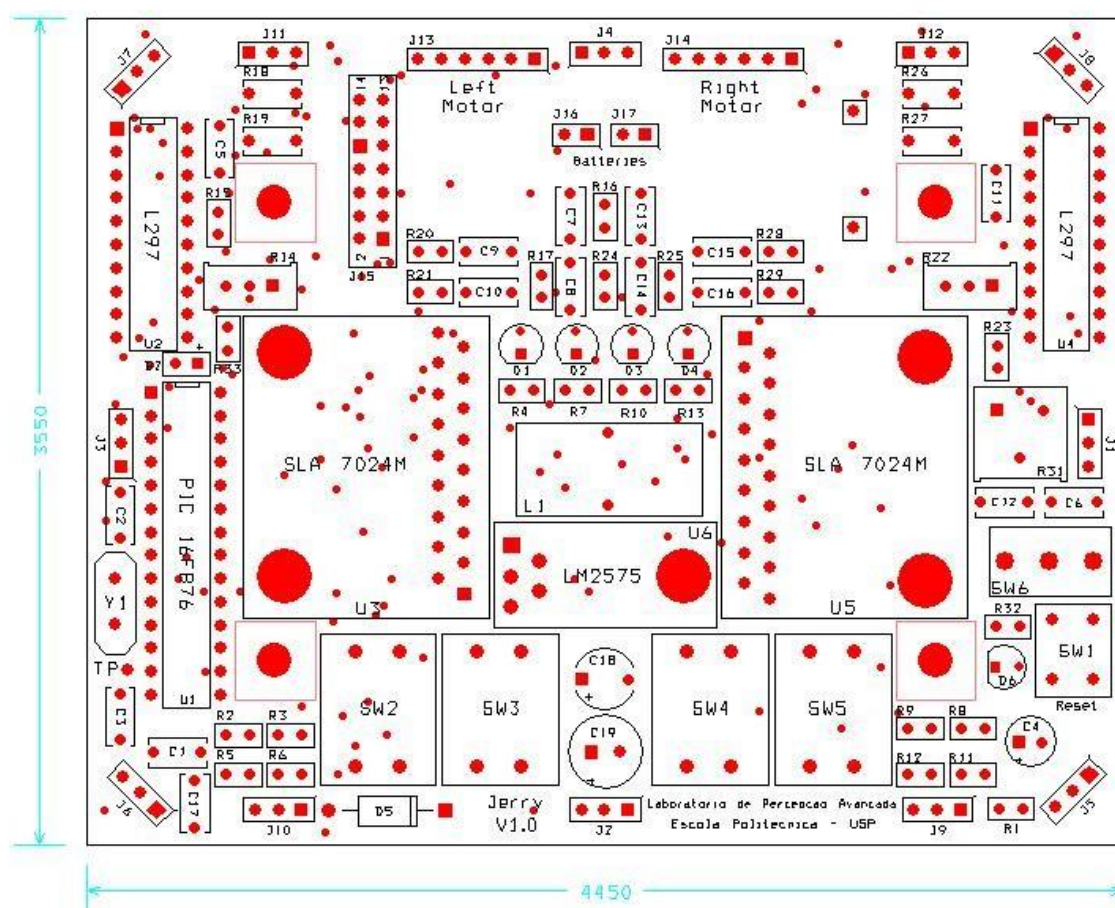 J7
J11
J13
J4
J14
J12
J8
R18
14
Left
Motor
Right
Motor
R26
R19
C5
J16
J17
Batteries
R27
R15
R16
C7
C13
C11
L297
L297
R20
C9
R17
R24
R25
C15
R28
R14
2
J15
R21
C10
C8
C14
C16
R29
R22
U2
+
R33
D1
D2
D3
D4
R23
U4
R4
R7
R10
R13
J3
SLA 7024M
SLA 7024M
R31
L1
C2
PIC 16F876
C12
C6
U6
LM2575
SW6
Y1
U3
U5
R32
TP
C18
+
D6
SW1
U1
Reset
C3
SW2
SW3
SW4
SW5
R2
R3
C19
+
R9
R8
C4
+
C1
R5
R6
R12
R11
J6
C17
J10
D5
Jerry
V1.0
J2
Laboratorio de Percepcao Avancada
Escola Politecnica - USP
J9
R1
J5
3550
4450